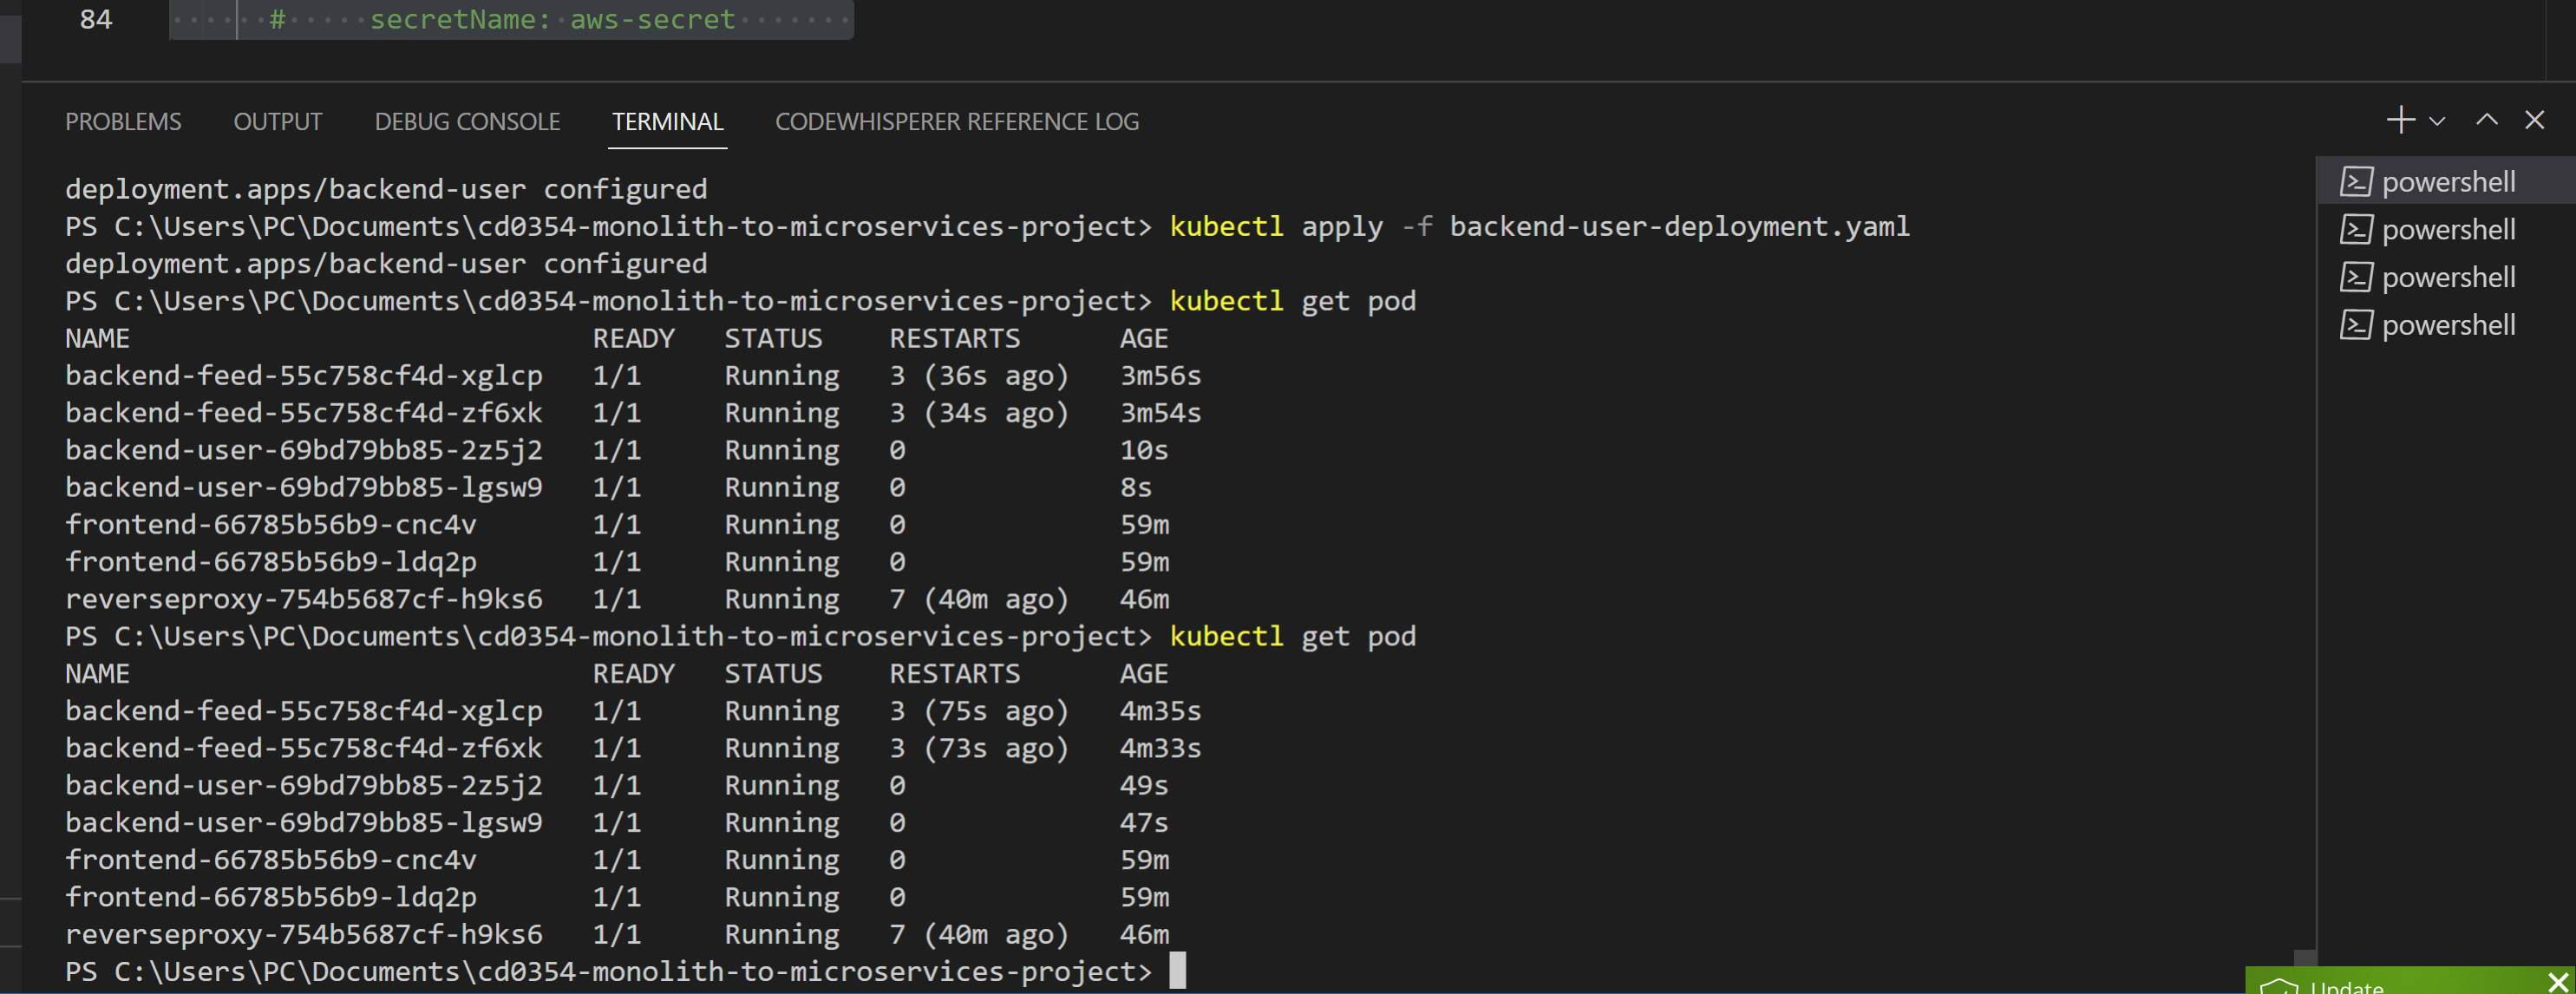 84 # secretName: aws-secret
PROBLEMS OUTPUT DEBUG CONSOLE TERMINAL CODEWHISPERER REFERENCE LOG
deployment.apps/backend-user configured
PS C:\Users\PC\Documents\cd0354-monolith-to-microservices-project> kubectl apply -f backend-user-deployment.yaml
deployment.apps/backend-user configured
PS C:\Users\PC\Documents\cd0354-monolith-to-microservices-project> kubectl get pod
NAME READY STATUS RESTARTS AGE
backend-feed-55c758cf4d-xglcp 1/1 Running 3 (36s ago) 3m56s
backend-feed-55c758cf4d-zf6xk 1/1 Running 3 (34s ago) 3m54s
backend-user-69bd79bb85-2z5j2 1/1 Running 0 10s
backend-user-69bd79bb85-lgsw9 1/1 Running 0 8s
frontend-66785b56b9-cnc4v 1/1 Running 0 59m
frontend-66785b56b9-ldq2p 1/1 Running 0 59m
reverseproxy-754b5687cf-h9ks6 1/1 Running 7 (40m ago) 46m
PS C:\Users\PC\Documents\cd0354-monolith-to-microservices-project> kubectl get pod
NAME READY STATUS RESTARTS AGE
backend-feed-55c758cf4d-xglcp 1/1 Running 3 (75s ago) 4m35s
backend-feed-55c758cf4d-zf6xk 1/1 Running 3 (73s ago) 4m33s
backend-user-69bd79bb85-2z5j2 1/1 Running 0 49s
backend-user-69bd79bb85-lgsw9 1/1 Running 0 47s
frontend-66785b56b9-cnc4v 1/1 Running 0 59m
frontend-66785b56b9-ldq2p 1/1 Running 0 59m
reverseproxy-754b5687cf-h9ks6 1/1 Running 7 (40m ago) 46m
PS C:\Users\PC\Documents\cd0354-monolith-to-microservices-project>
powershell
powershell
powershell
powershell
Update